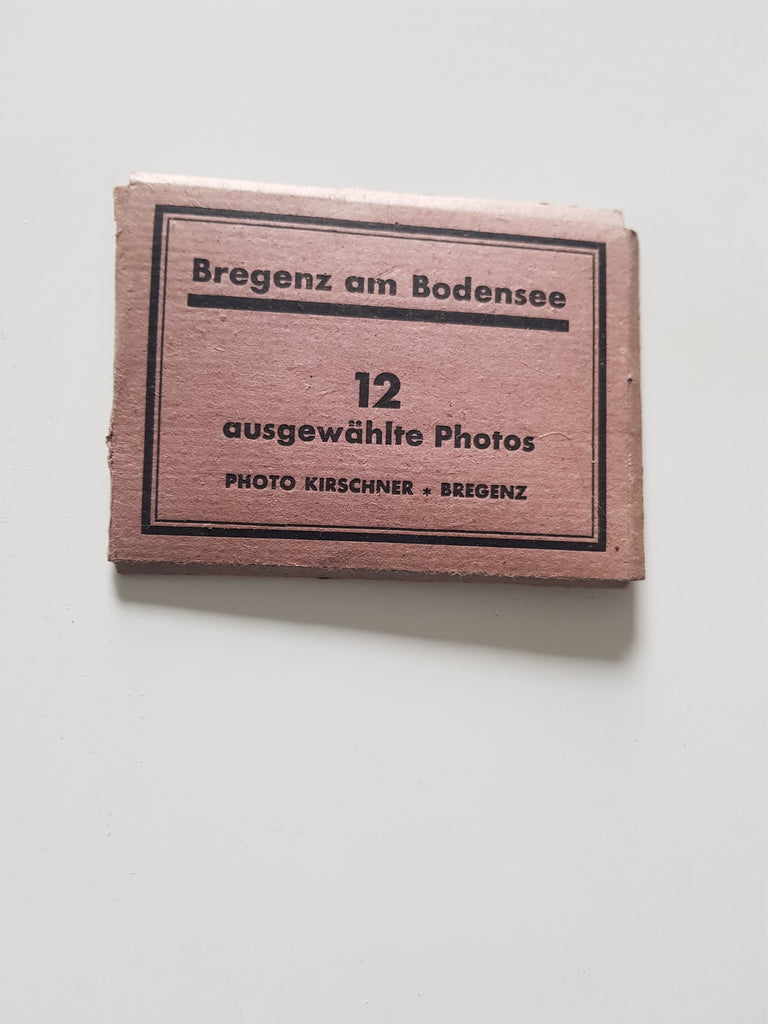 Bregenz am Bodensee
12
ausgewählte Photos
PHOTO KIRSCHNER * BREGENZ